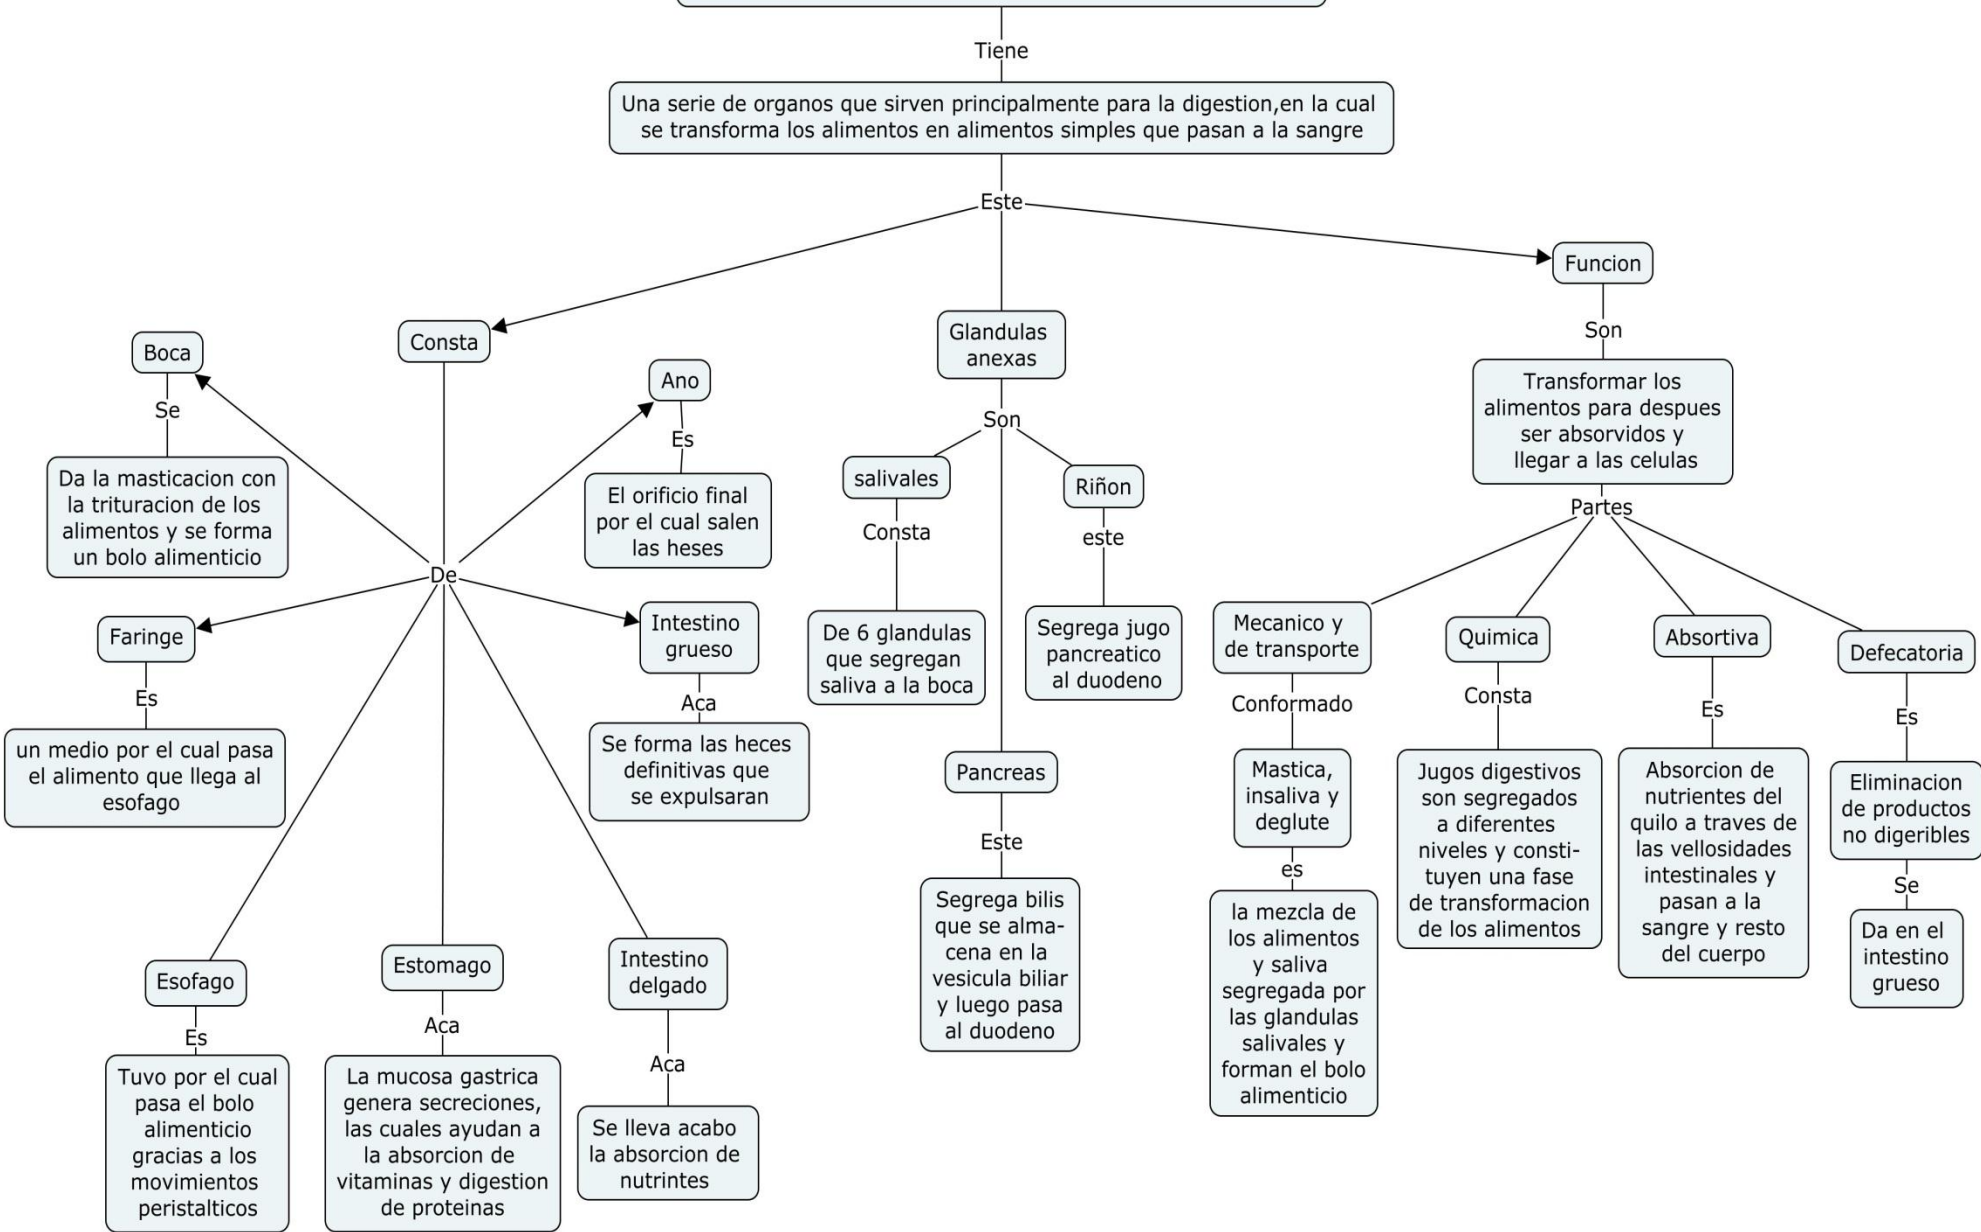 Tiene
Una serie de organos que sirven principalmente para la digestion,en la cual
se transforma los alimentos en alimentos simples que pasan a la sangre
Este
Consta
De
Boca
Se
Da la masticacion con
la trituracion de los
alimentos y se forma
un bolo alimenticio
Faringe
Es
un medio por el cual pasa
el alimento que llega al
esofago
Esofago
Es
Tuvo por el cual
pasa el bolo
alimenticio
gracias a los
movimientos
peristalticos
Estomago
Aca
La mucosa gastrica
genera secreciones,
las cuales ayudan a
la absorcion de
vitaminas y digestion
de proteinas
Intestino
delgado
Aca
Se lleva acabo
la absorcion de
nutrintes
Intestino
grueso
Aca
Se forma las heces
definitivas que
se expulsaran
Ano
Es
El orificio final
por el cual salen
las heses
Glandulas
anexas
Son
salivales
Consta
De 6 glandulas
que segregan
saliva a la boca
Pancreas
Este
Segrega bilis
que se alma-
cena en la
vesicula biliar
y luego pasa
al duodeno
Riñon
este
Segrega jugo
pancreatico
al duodeno
Funcion
Son
Transformar los
alimentos para despues
ser absorvidos y
llegar a las celulas
Partes
Mecanico y
de transporte
Conformado
Mastica,
insaliva y
deglute
es
la mezcla de
los alimentos
y saliva
segregada por
las glandulas
salivales y
forman el bolo
alimenticio
Quimica
Consta
Jugos digestivos
son segregados
a diferentes
niveles y consti-
tuyen una fase
de transformacion
de los alimentos
Absortiva
Es
Absorcion de
nutrientes del
quilo a traves de
las vellosidades
intestinales y
pasan a la
sangre y resto
del cuerpo
Defecatoria
Es
Eliminacion
de productos
no digeribles
Se
Da en el
intestino
grueso